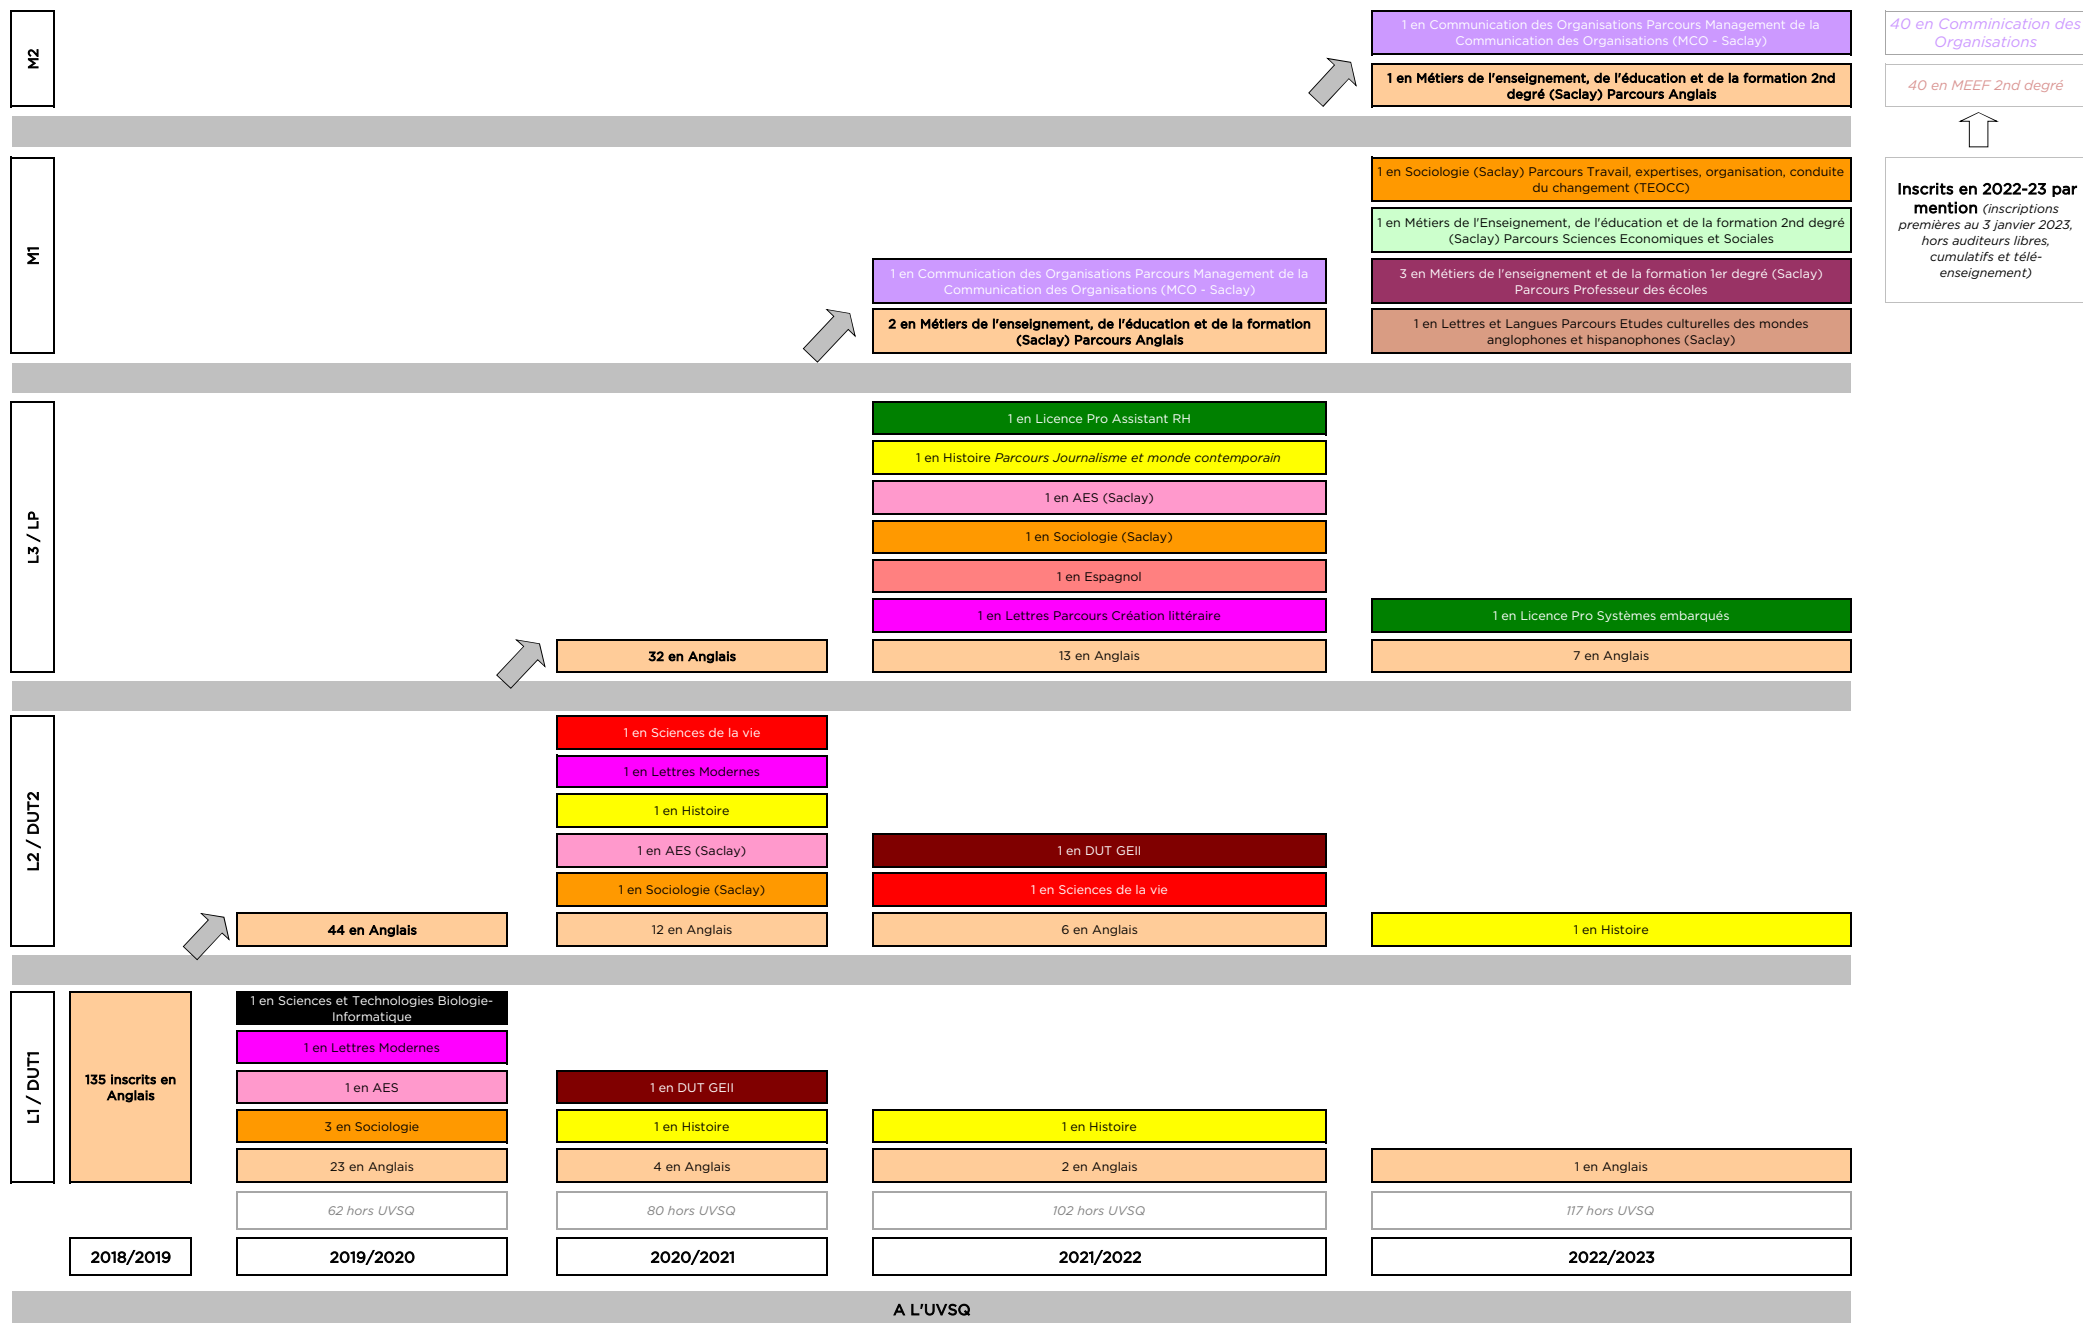 M2
1 en Communication des Organisations Parcours Management de la
Communication des Organisations (MCO - Saclay)
1 en Métiers de l'enseignement, de l'éducation et de la formation 2nd
degré (Saclay) Parcours Anglais
40 en Comminication des
Organisations
40 en MEEF 2nd degré
M1
1 en Communication des Organisations Parcours Management de la
Communication des Organisations (MCO - Saclay)
2 en Métiers de l'enseignement, de l'éducation et de la formation
(Saclay) Parcours Anglais
1 en Sociologie (Saclay) Parcours Travail, expertises, organisation, conduite
du changement (TEOCC)
1 en Métiers de l'Enseignement, de l'éducation et de la formation 2nd degré
(Saclay) Parcours Sciences Economiques et Sociales
3 en Métiers de l'enseignement et de la formation 1er degré (Saclay)
Parcours Professeur des écoles
1 en Lettres et Langues Parcours Etudes culturelles des mondes
anglophones et hispanophones (Saclay)
Inscrits en 2022-23 par
mention (inscriptions
premières au 3 janvier 2023,
hors auditeurs libres,
cumulatifs et télé-
enseignement)
L3 / LP
32 en Anglais
1 en Licence Pro Assistant RH
1 en Histoire Parcours Journalisme et monde contemporain
1 en AES (Saclay)
1 en Sociologie (Saclay)
1 en Espagnol
1 en Lettres Parcours Création littéraire
13 en Anglais
1 en Licence Pro Systèmes embarqués
7 en Anglais
L2 / DUT2
44 en Anglais
1 en Sciences de la vie
1 en Lettres Modernes
1 en Histoire
1 en AES (Saclay)
1 en Sociologie (Saclay)
12 en Anglais
1 en DUT GEII
1 en Sciences de la vie
6 en Anglais
1 en Histoire
L1 / DUT1
135 inscrits en
Anglais
1 en Sciences et Technologies Biologie-
Informatique
1 en Lettres Modernes
1 en AES
3 en Sociologie
23 en Anglais
1 en DUT GEII
1 en Histoire
4 en Anglais
1 en Histoire
2 en Anglais
1 en Anglais
62 hors UVSQ
80 hors UVSQ
102 hors UVSQ
117 hors UVSQ
2018/2019
2019/2020
2020/2021
2021/2022
2022/2023
A L'UVSQ